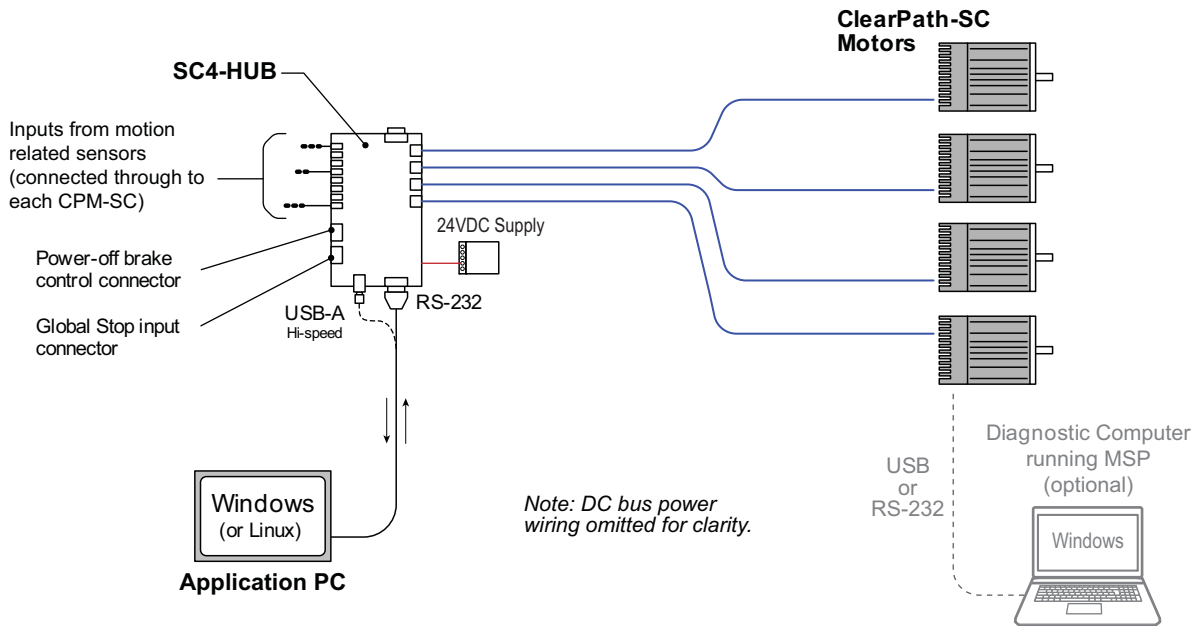 ClearPath-SC
Motors
SC4-HUB
Inputs from motion
related sensors
(connected through to
each CPM-SC)
24VDC Supply
Power-off brake
control connector
USB-A
Hi-speed
RS-232
Global Stop input
connector
Diagnostic Computer
running MSP
(optional)
USB
or
RS-232
Windows
(or Linux)
Note: DC bus power
wiring omitted for clarity.
Windows
Application PC